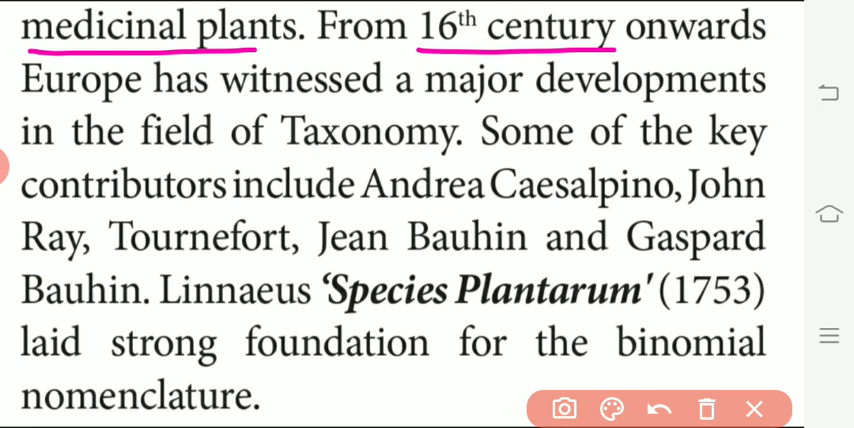 medicinal plants. From 16th century onwards
Europe has witnessed a major developments
in the field of Taxonomy. Some of the key
contributors include Andrea Caesalpino, John
Ray, Tournefort, Jean Bauhin and Gaspard
Bauhin. Linnaeus ‘Species Plantarum' (1753)
laid strong foundation for the binomial
nomenclature.